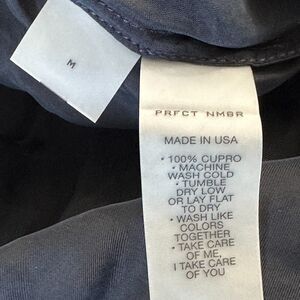 M
PRFCT NMBR
MADE IN USA
• 100% CUPRO
• MACHINE
WASH COLD
• TUMBLE
DRY LOW
OR LAY FLAT
TO DRY
• WASH LIKE
COLORS
TOGETHER
• TAKE CARE
OF ME,
I TAKE CARE
OF YOU